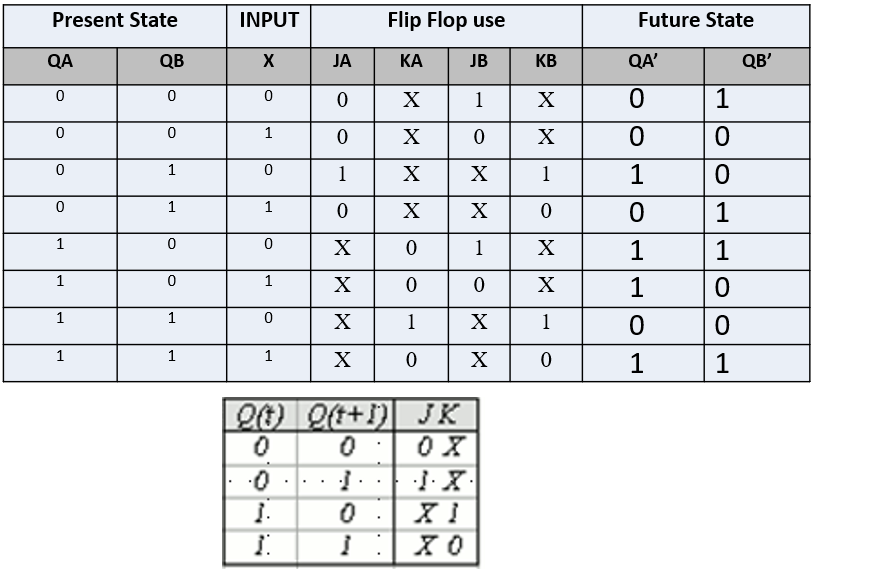 Present State INPUT Flip Flop use Future State
QA QB X JA KA JB KB QA’ QB’
0 0 0 0 X 1 X 0 1
0 0 1 0 X 0 X 0 0
0 1 0 1 X X 1 1 0
0 1 1 0 X X 0 0 1
1 0 0 X 0 1 X 1 1
1 0 1 X 0 0 X 1 0
1 1 0 X 1 X 1 0 0
1 1 1 X 0 X 0 1 1
Q(t) Q(t+1) J K
0 0 0 X
0 1 1 X
1 0 X 1
1 1 X 0